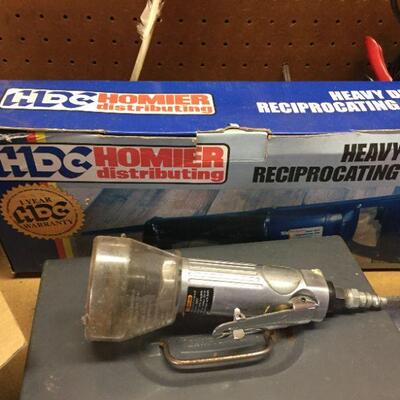 HDC HOMIER
distributing
HEAVY D
RECIPROCATING
HDC HOMIER
distributing
HEAVY
RECIPROCATING
1 YEAR
HDC
WARRANTY